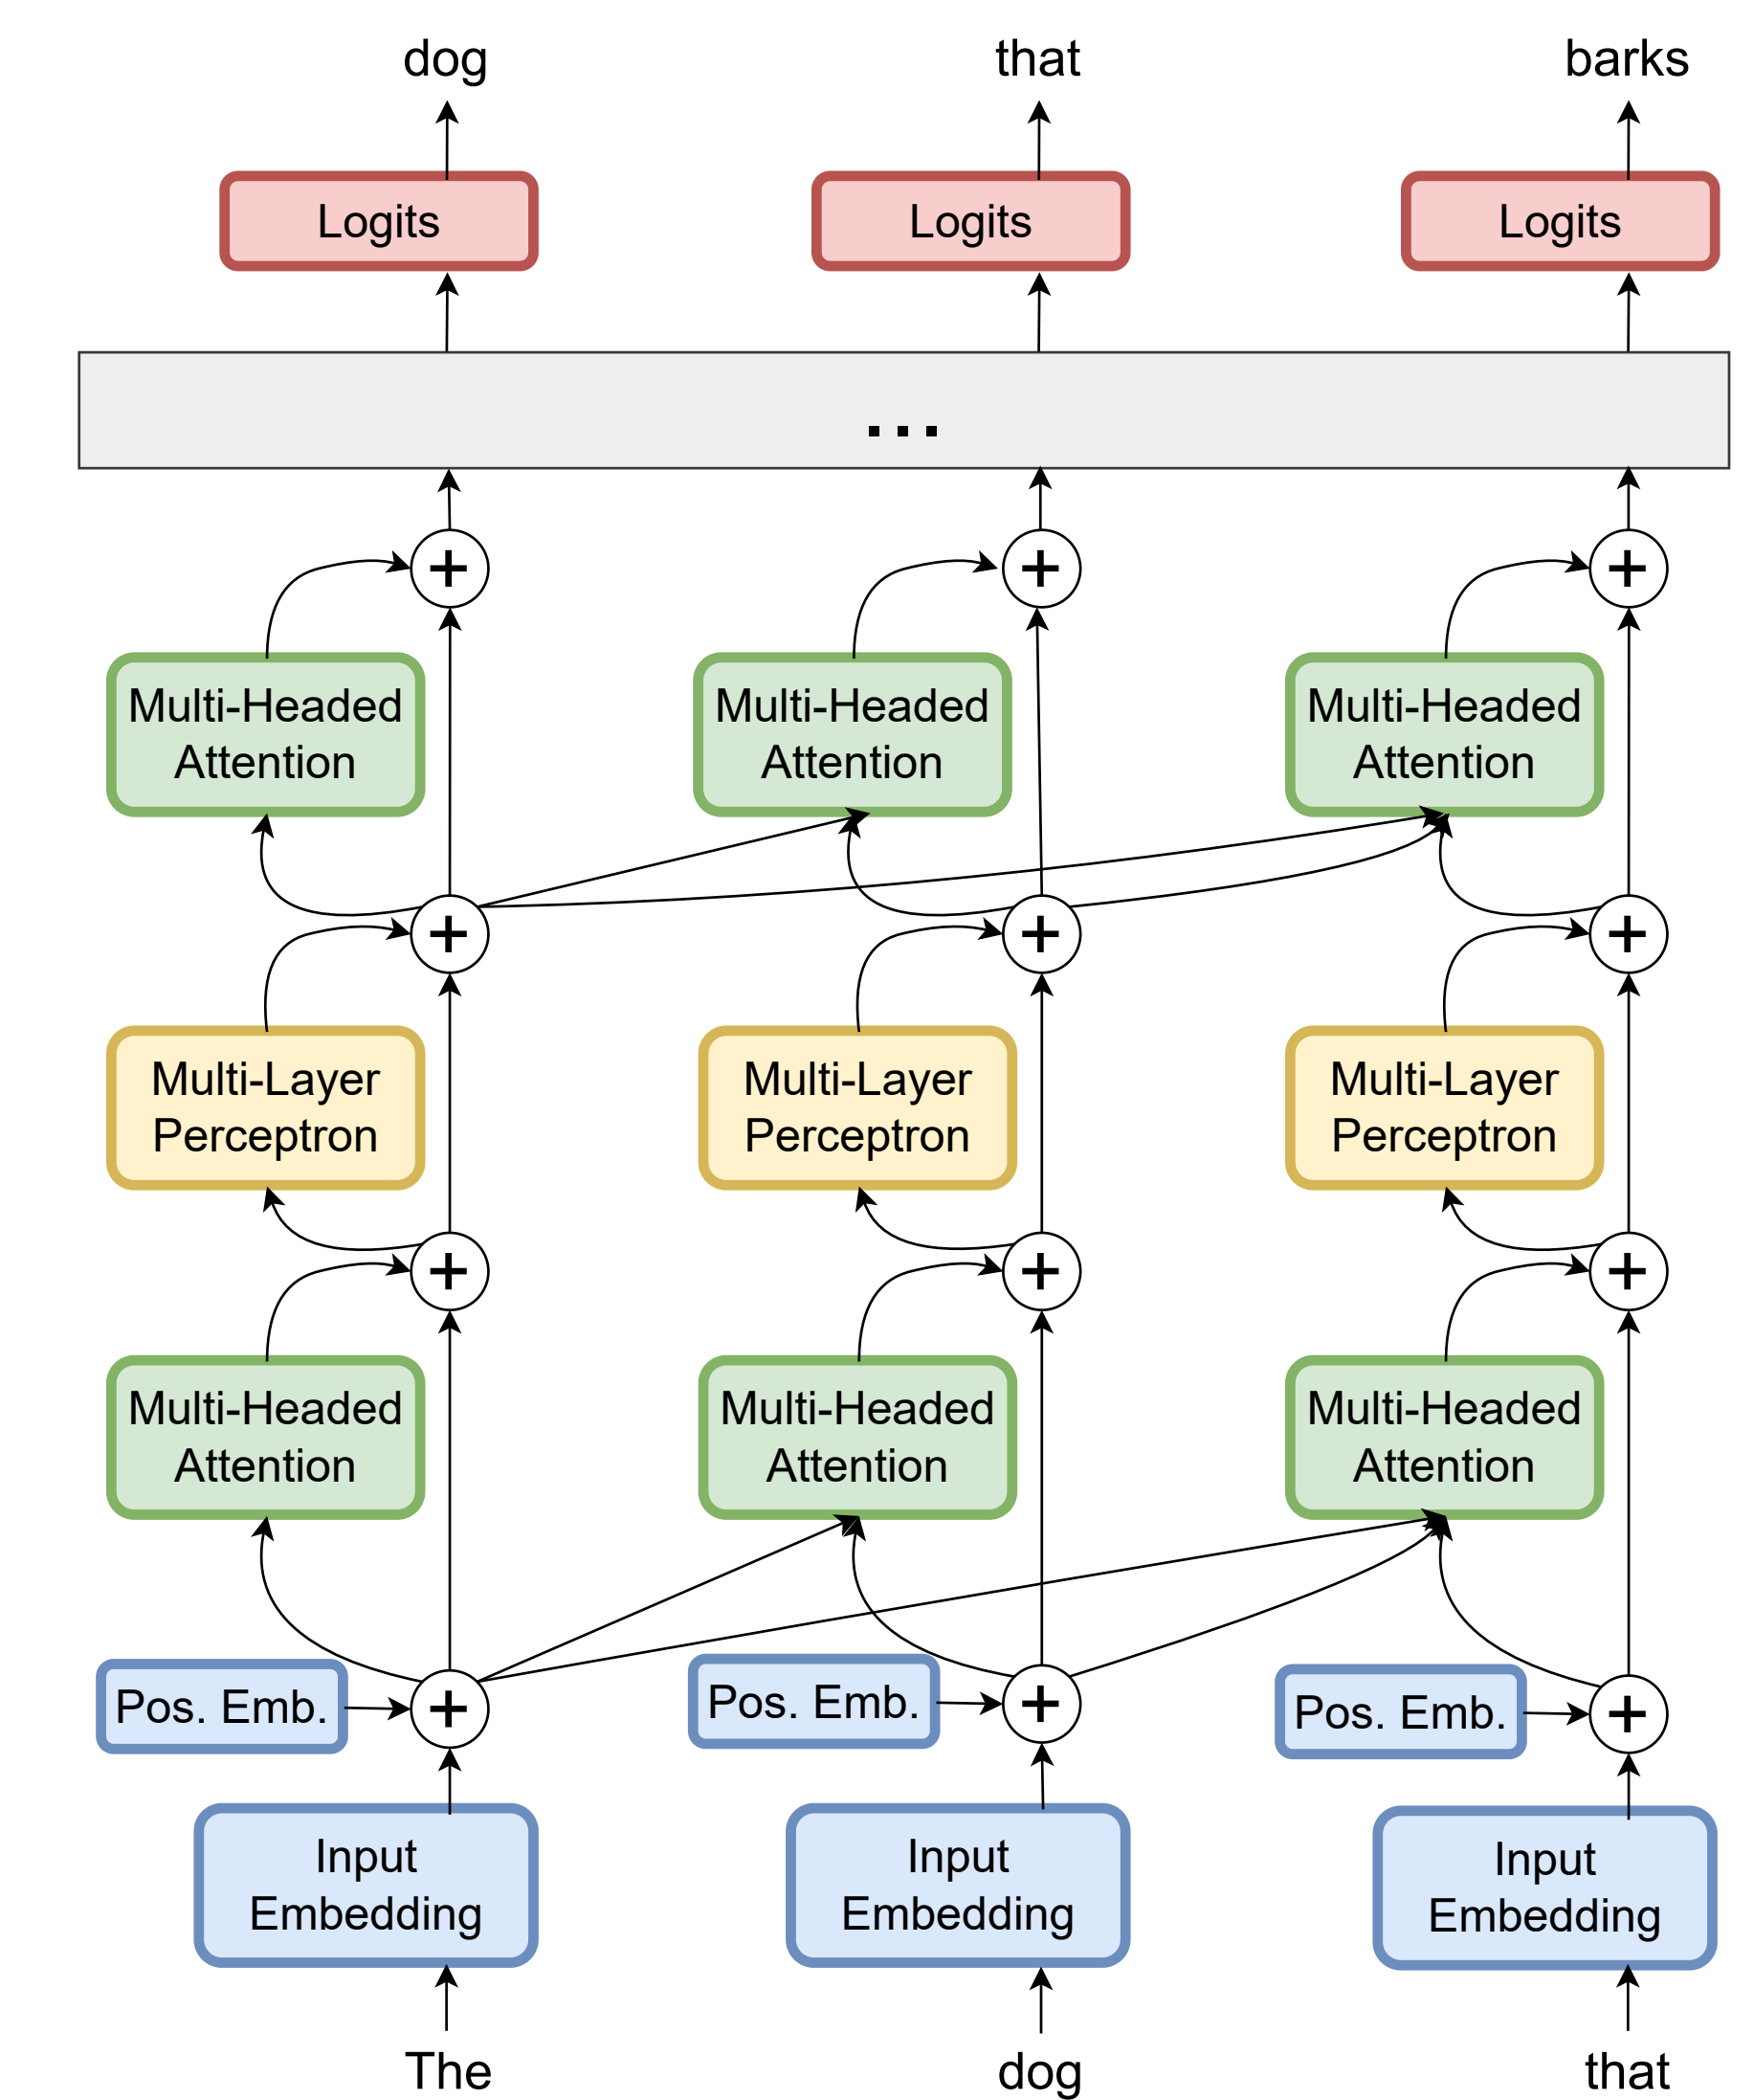 dog that barks
Logits Logits Logits
...
+ + +
Multi-Headed Multi-Headed Multi-Headed
Attention Attention Attention
+ + +
Multi-Layer Multi-Layer Multi-Layer
Perceptron Perceptron Perceptron
+ + +
Multi-Headed Multi-Headed Multi-Headed
Attention Attention Attention
Pos. Emb. + Pos. Emb. + Pos. Emb. +
Input Input Input
Embedding Embedding Embedding
The dog that